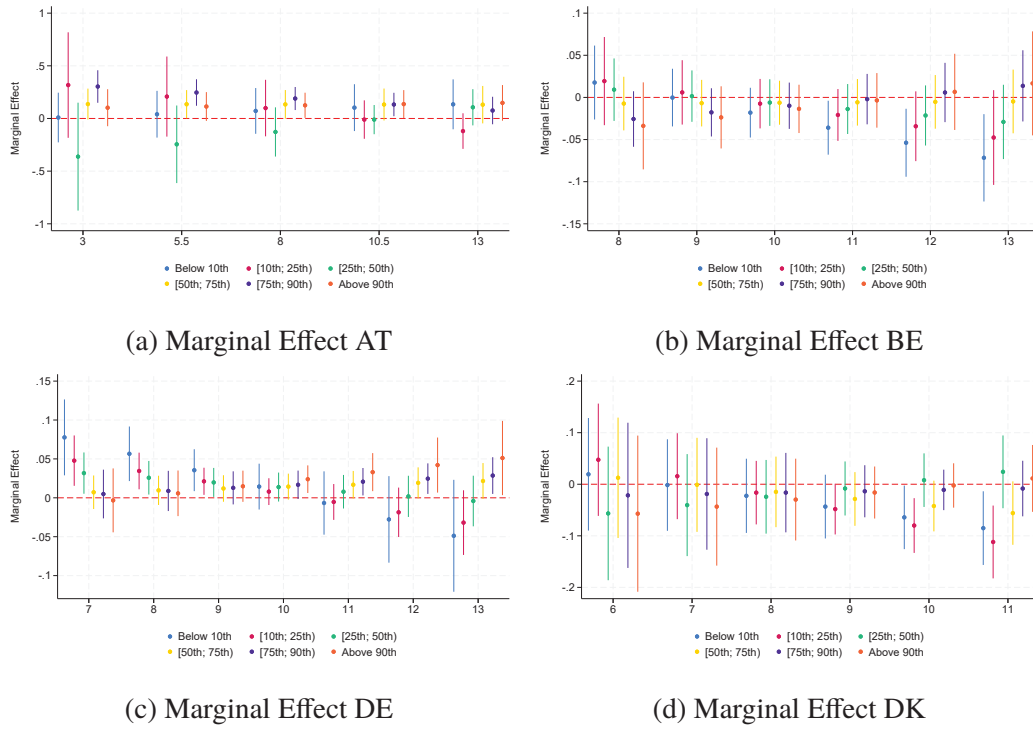 1
.5
0
-.5
-1
Marginal Effect
3 5.5 8 10.5 13
Below 10th [10th; 25th) [25th; 50th)
[50th; 75th) [75th; 90th) Above 90th
(a) Marginal Effect AT
.1
.05
0
-.05
-.1
-.15
Marginal Effect
8 9 10 11 12 13
Below 10th [10th; 25th) [25th; 50th)
[50th; 75th) [75th; 90th) Above 90th
(b) Marginal Effect BE
.15
.1
.05
0
-.05
-.1
Marginal Effect
7 8 9 10 11 12 13
Below 10th [10th; 25th) [25th; 50th)
[50th; 75th) [75th; 90th) Above 90th
(c) Marginal Effect DE
.2
.1
0
-.1
-.2
Marginal Effect
6 7 8 9 10 11
Below 10th [10th; 25th) [25th; 50th)
[50th; 75th) [75th; 90th) Above 90th
(d) Marginal Effect DK